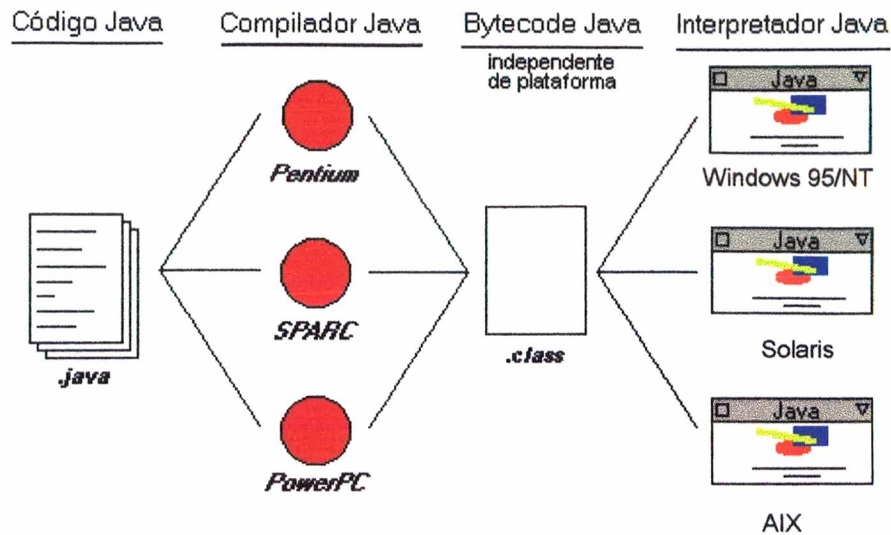 Código Java
Compilador Java
Bytecode Java
Interpretador Java
independente
de plataforma
Java
Pentium
Windows 95/NT
Java
SPARC
.java
.class
Solaris
Java
PowerPC
AIX